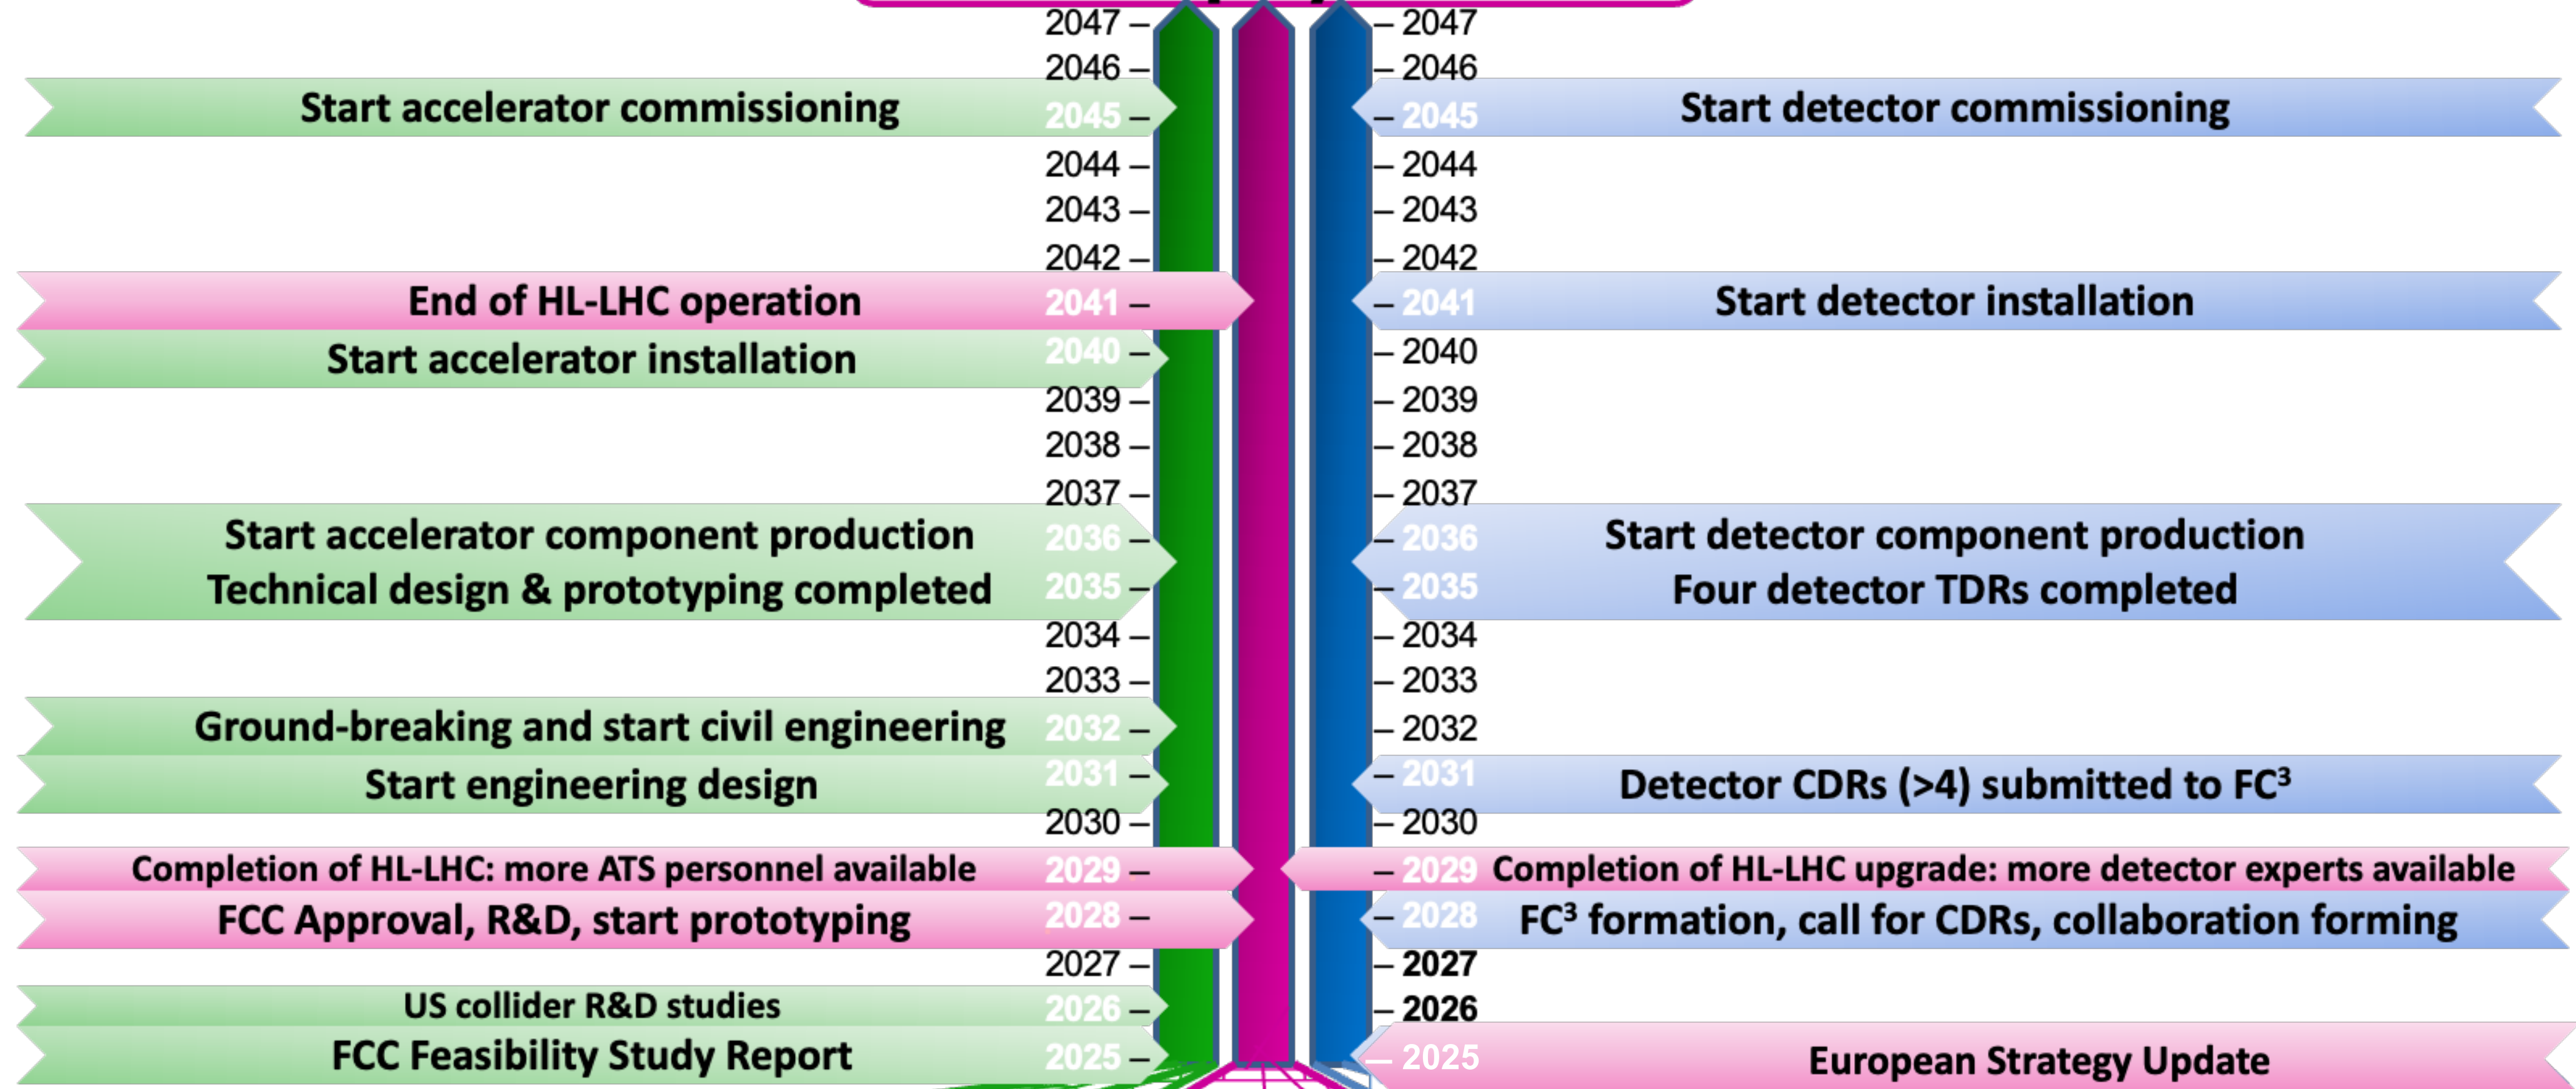 2047 – – 2047
2046 – – 2046
Start accelerator commissioning 2045 – – 2045 Start detector commissioning
2044 – – 2044
2043 – – 2043
2042 – – 2042
End of HL-LHC operation 2041 – – 2041 Start detector installation
Start accelerator installation 2040 – – 2040
2039 – – 2039
2038 – – 2038
2037 – – 2037
Start accelerator component production 2036 – – 2036 Start detector component production
Technical design & prototyping completed 2035 – – 2035 Four detector TDRs completed
2034 – – 2034
2033 – – 2033
Ground-breaking and start civil engineering 2032 – – 2032
Start engineering design 2031 – – 2031 Detector CDRs (>4) submitted to FC³
2030 – – 2030
Completion of HL-LHC: more ATS personnel available 2029 – – 2029 Completion of HL-LHC upgrade: more detector experts available
FCC Approval, R&D, start prototyping 2028 – – 2028 FC³ formation, call for CDRs, collaboration forming
2027 – – 2027
US collider R&D studies 2026 – – 2026
FCC Feasibility Study Report 2025 – – 2025 European Strategy Update